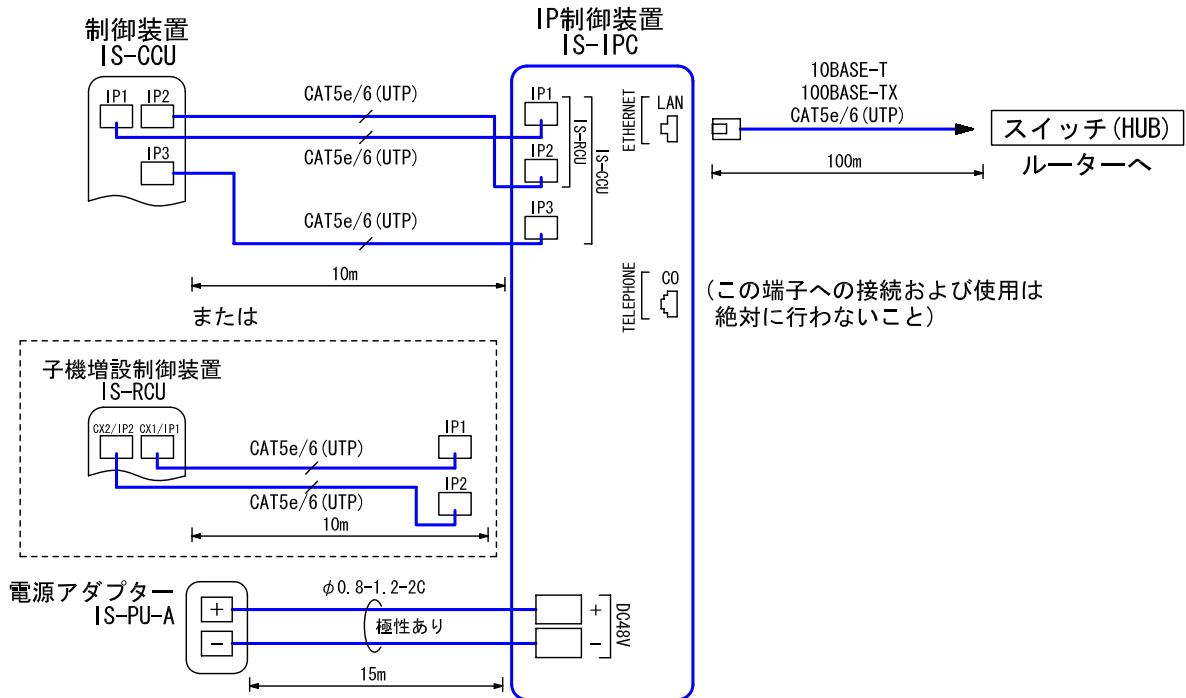 制御装置
IS-CCU
IP1
IP2
IP3
CAT5e/6(UTP)
CAT5e/6(UTP)
CAT5e/6(UTP)
10m
または
IP制御装置
IS-IPC
IP1
IP2
IP3
IS-RCU
IS-CCU
ETHERNET
LAN
TELEPHONE
CO
10BASE-T
100BASE-TX
CAT5e/6(UTP)
100m
スイッチ(HUB)
ルーターへ
(この端子への接続および使用は
絶対に行わないこと)
子機増設制御装置
IS-RCU
CX2/IP2
CX1/IP1
CAT5e/6(UTP)
CAT5e/6(UTP)
IP1
IP2
10m
電源アダプター
IS-PU-A
+
−
φ0.8-1.2-2C
極性あり
15m
+
−
DC48V